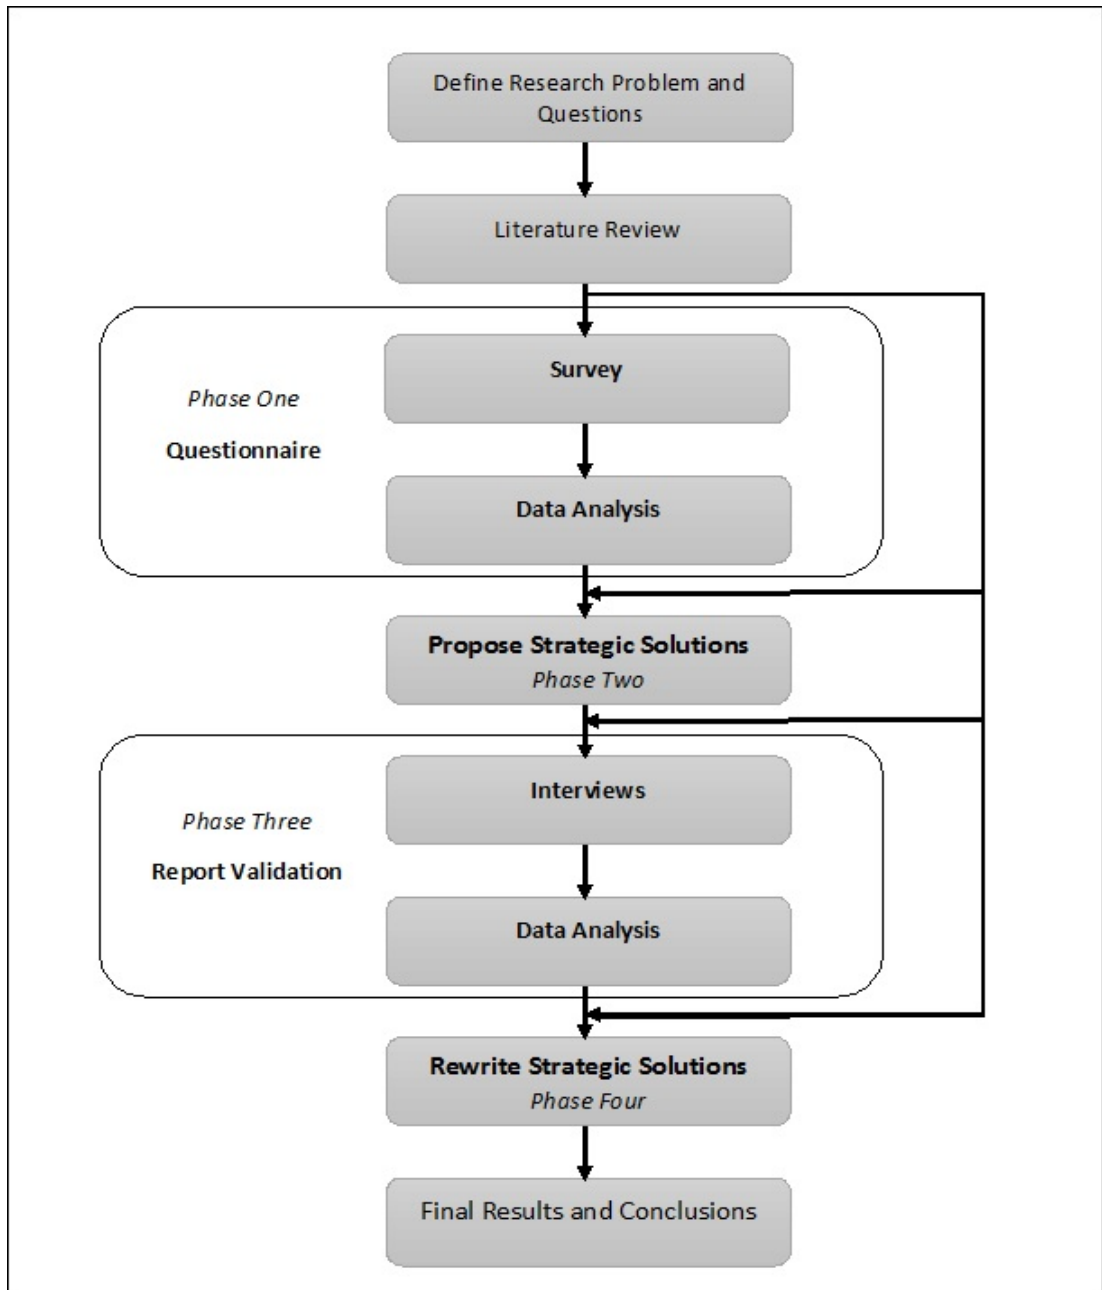 Define Research Problem and
Questions
Literature Review
Survey
Phase One
Questionnaire
Data Analysis
Propose Strategic Solutions
Phase Two
Interviews
Phase Three
Report Validation
Data Analysis
Rewrite Strategic Solutions
Phase Four
Final Results and Conclusions